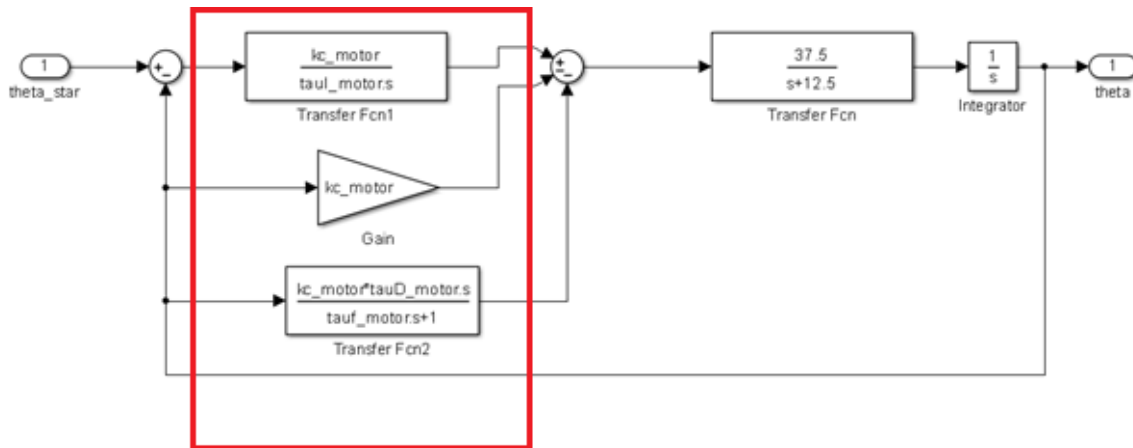 1
theta_star
+
-
kc_motor
tauI_motor.s
Transfer Fcn1
kc_motor
Gain
kc_motor*tauD_motor.s
tauf_motor.s+1
Transfer Fcn2
+
-
-
37.5
s+12.5
Transfer Fcn
1
s
Integrator
1
theta